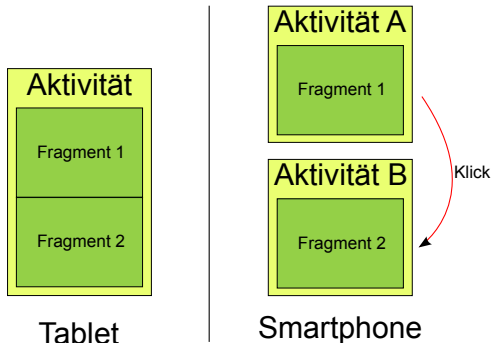 Aktivität
Fragment 1
Fragment 2
Tablet
Aktivität A
Fragment 1
Aktivität B
Fragment 2
Klick
Smartphone